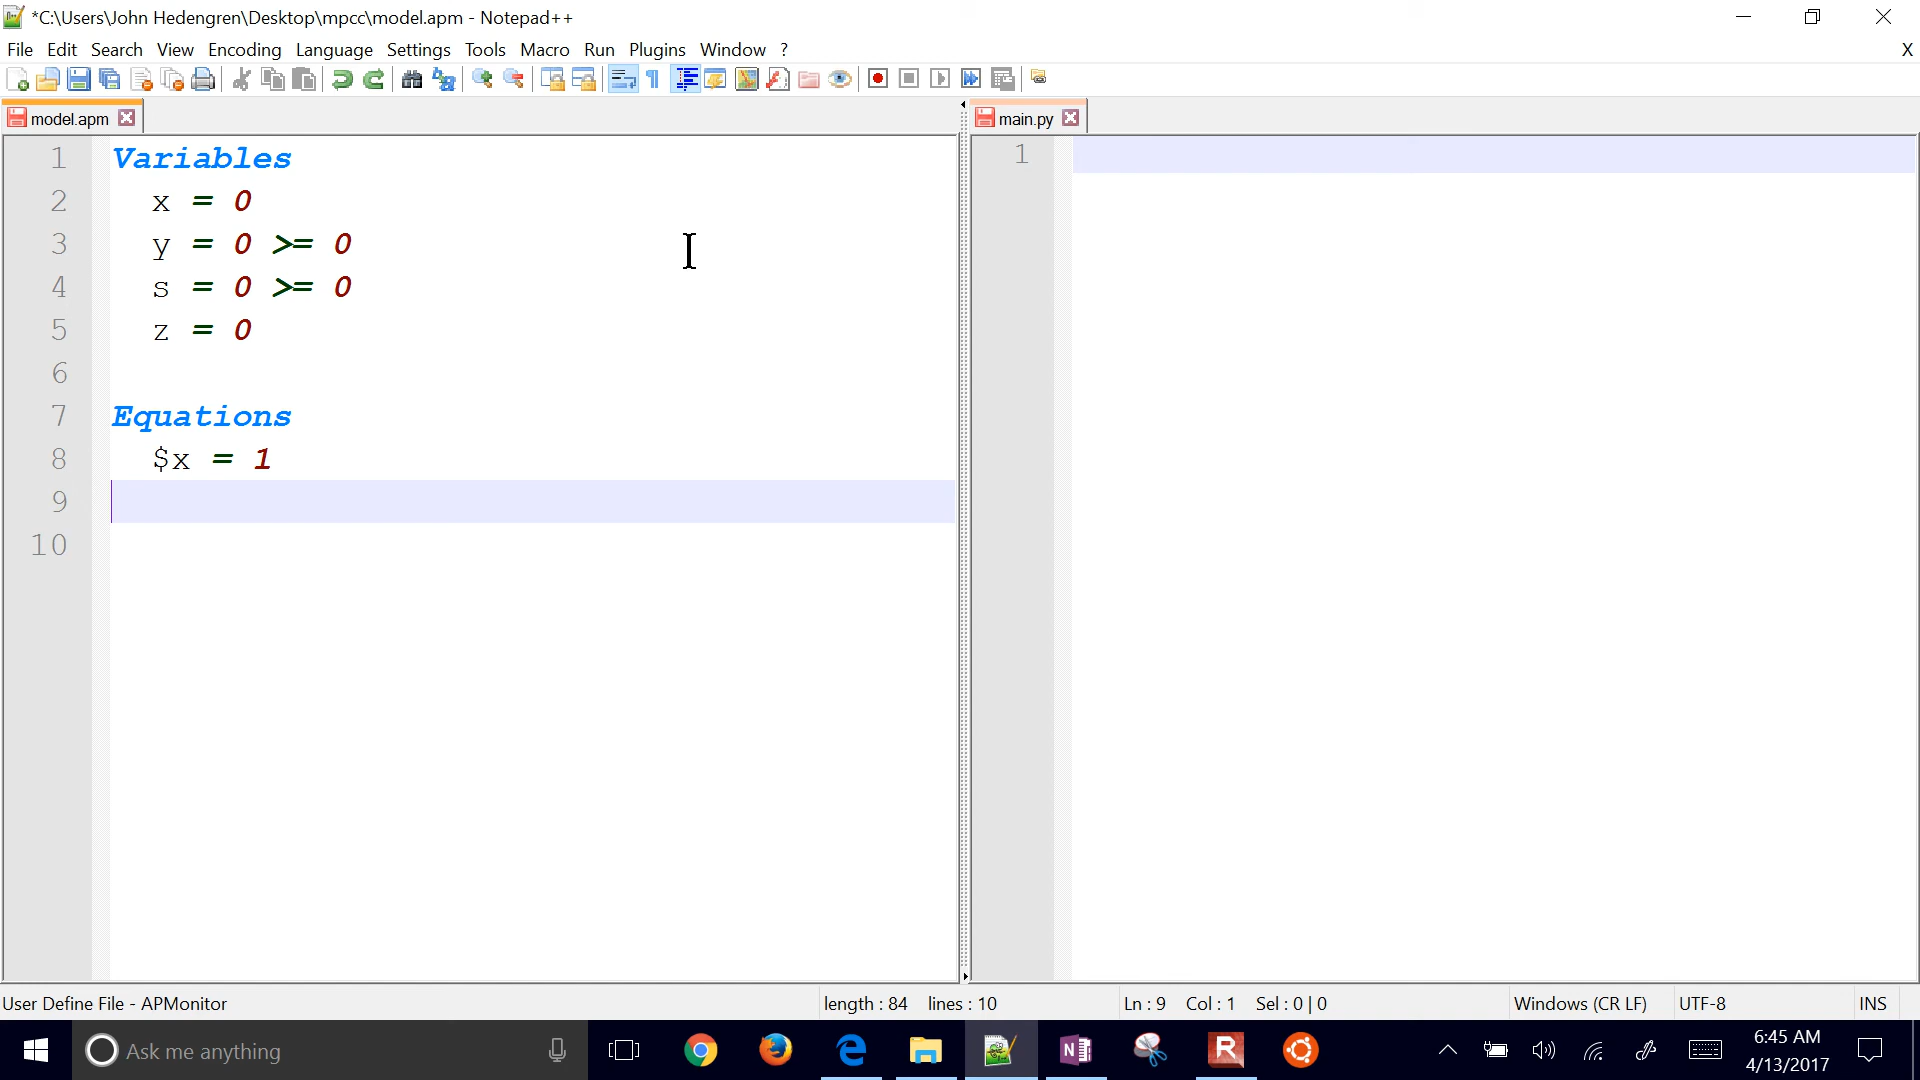 *C:\Users\John Hedengren\Desktop\mpcc\model.apm - Notepad++
File Edit Search View Encoding Language Settings Tools Macro Run Plugins Window ? X
model.apm
main.py
1 Variables
2 x = 0
3 y = 0 >= 0
4 s = 0 >= 0
5 z = 0
6
7 Equations
8 $x = 1
9
10
1
User Define File - APMonitor length : 84 lines : 10 Ln : 9 Col : 1 Sel : 0 | 0 Windows (CR LF) UTF-8 INS
Ask me anything
6:45 AM
4/13/2017